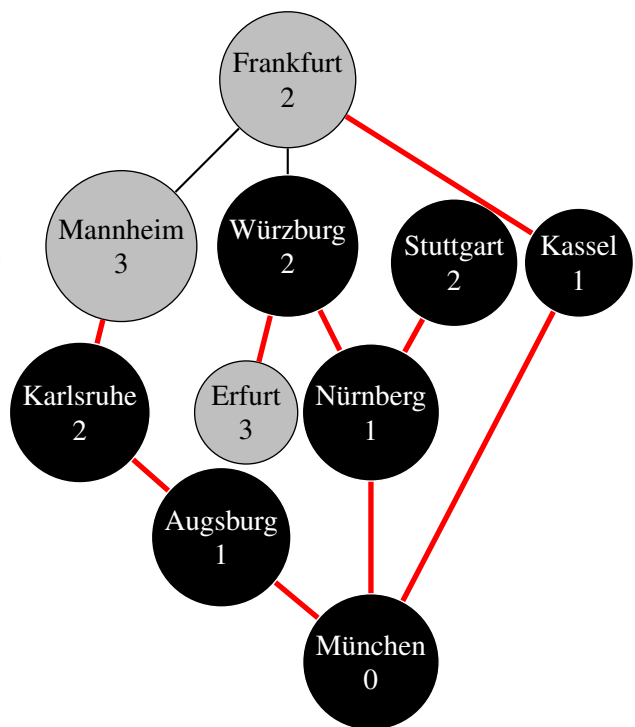 Frankfurt
2
Mannheim
3
Würzburg
2
Stuttgart
2
Kassel
1
Karlsruhe
2
Erfurt
3
Nürnberg
1
Augsburg
1
München
0